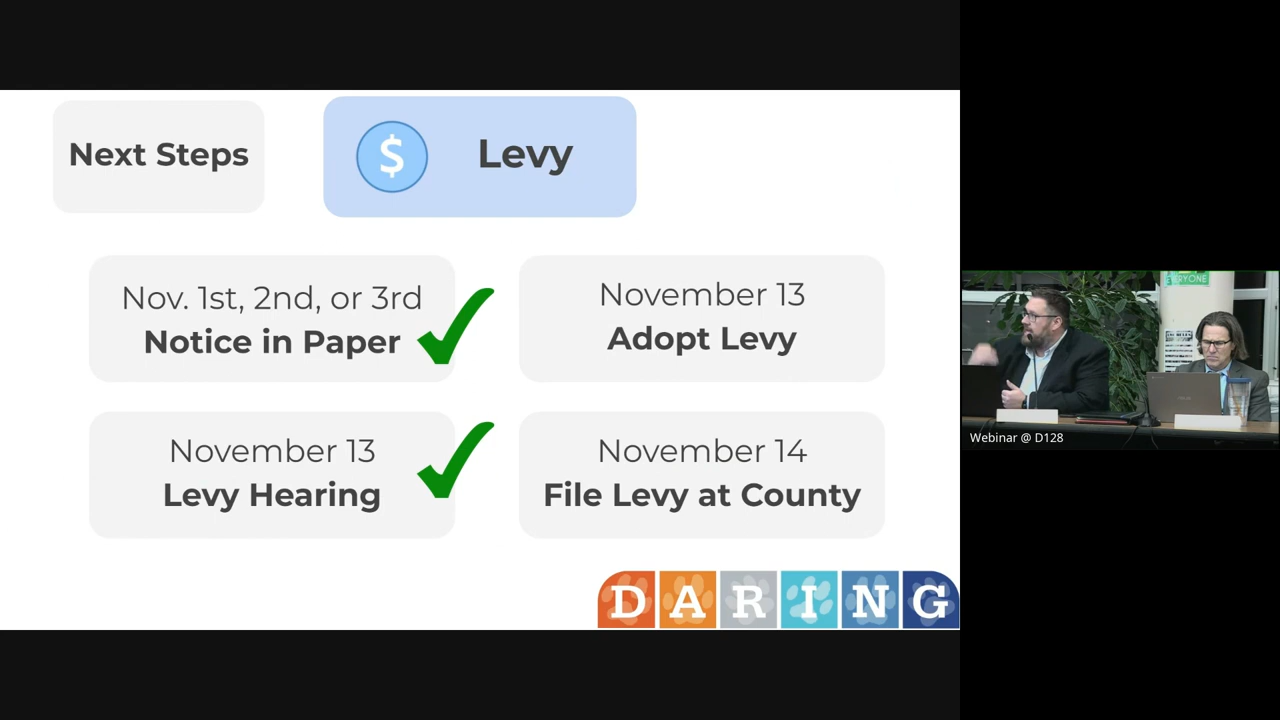 Next Steps
$ Levy
Nov. 1st, 2nd, or 3rd
Notice in Paper
November 13
Adopt Levy
November 13
Levy Hearing
November 14
File Levy at County
DARING
Webinar @ D128